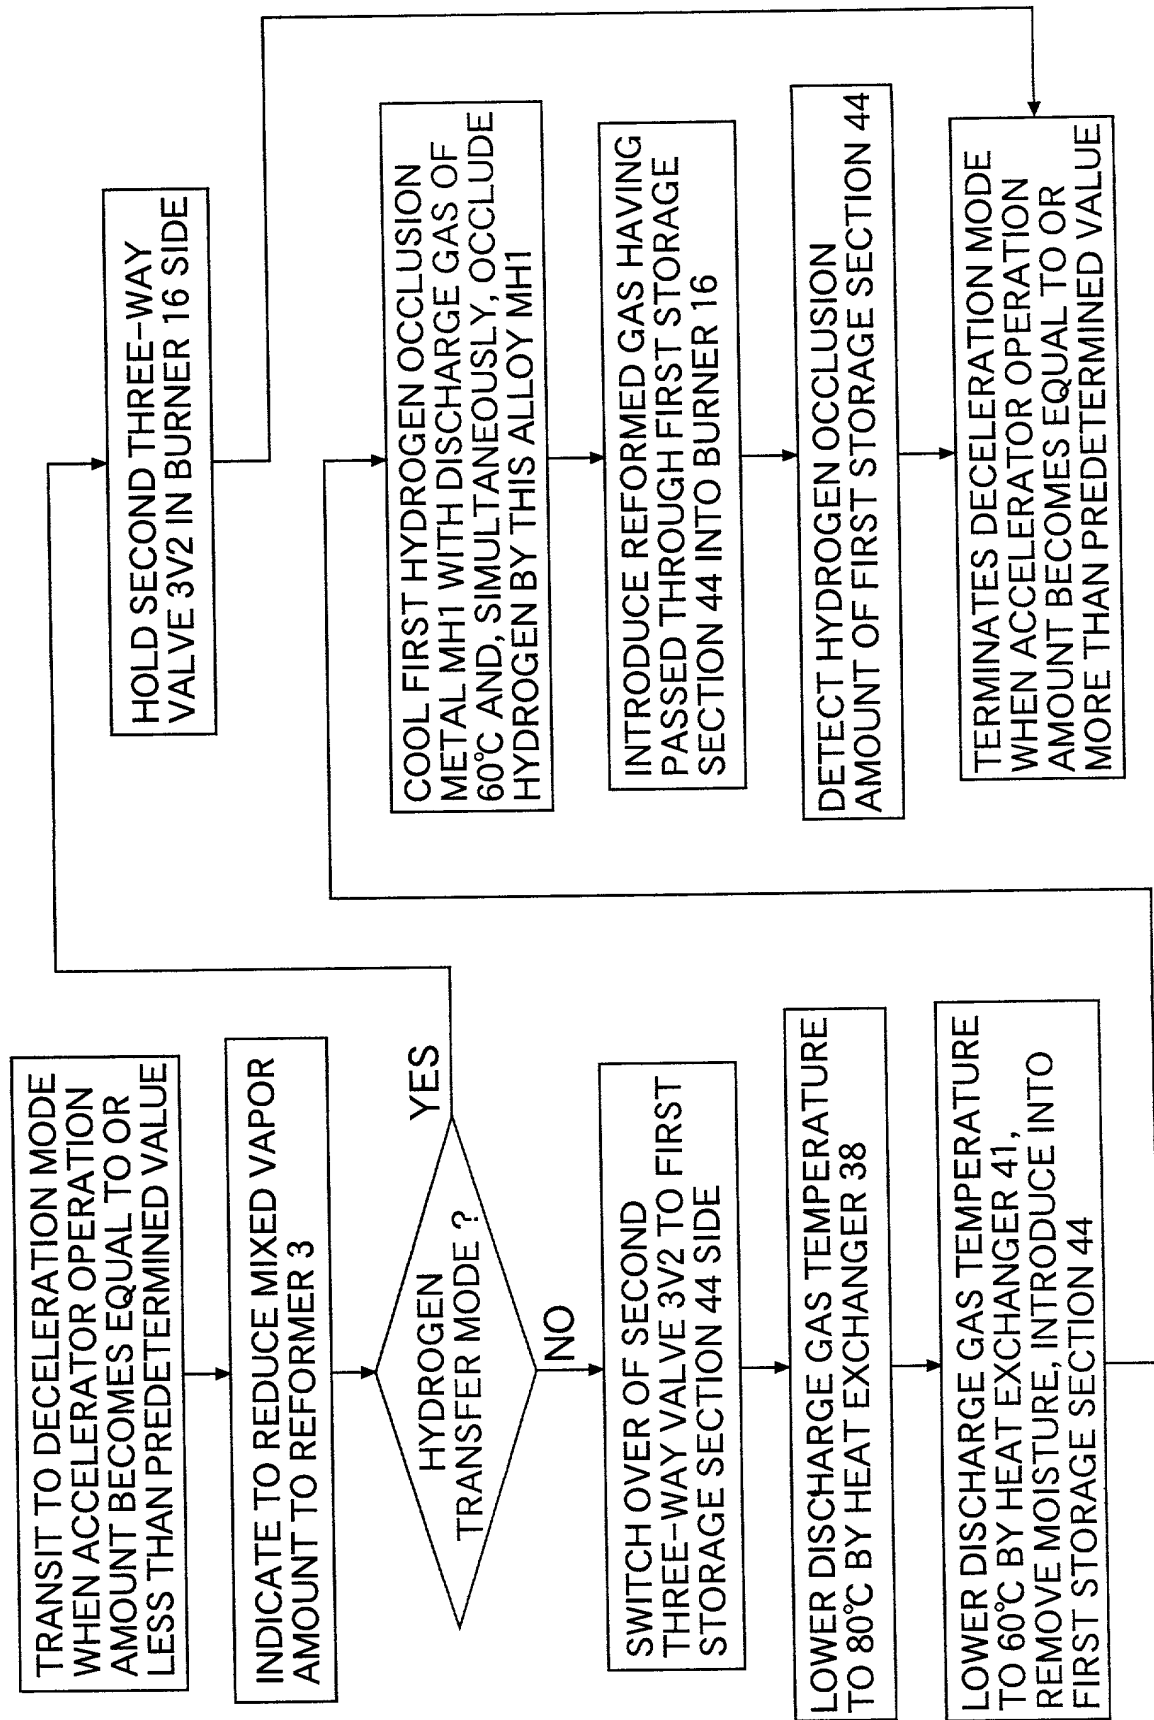 TRANSIT TO DECELERATION MODE
WHEN ACCELERATOR OPERATION
AMOUNT BECOMES EQUAL TO OR
LESS THAN PREDETERMINED VALUE
INDICATE TO REDUCE MIXED VAPOR
AMOUNT TO REFORMER 3
HYDROGEN
TRANSFER MODE ?
YES
NO
SWITCH OVER OF SECOND
THREE-WAY VALVE 3V2 TO FIRST
STORAGE SECTION 44 SIDE
LOWER DISCHARGE GAS TEMPERATURE
TO 80°C BY HEAT EXCHANGER 38
LOWER DISCHARGE GAS TEMPERATURE
TO 60°C BY HEAT EXCHANGER 41,
REMOVE MOISTURE, INTRODUCE INTO
FIRST STORAGE SECTION 44
HOLD SECOND THREE-WAY
VALVE 3V2 IN BURNER 16 SIDE
COOL FIRST HYDROGEN OCCLUSION
METAL MH1 WITH DISCHARGE GAS OF
60°C AND, SIMULTANEOUSLY, OCCLUDE
HYDROGEN BY THIS ALLOY MH1
INTRODUCE REFORMED GAS HAVING
PASSED THROUGH FIRST STORAGE
SECTION 44 INTO BURNER 16
DETECT HYDROGEN OCCLUSION
AMOUNT OF FIRST STORAGE SECTION 44
TERMINATES DECELERATION MODE
WHEN ACCELERATOR OPERATION
AMOUNT BECOMES EQUAL TO OR
MORE THAN PREDETERMINED VALUE